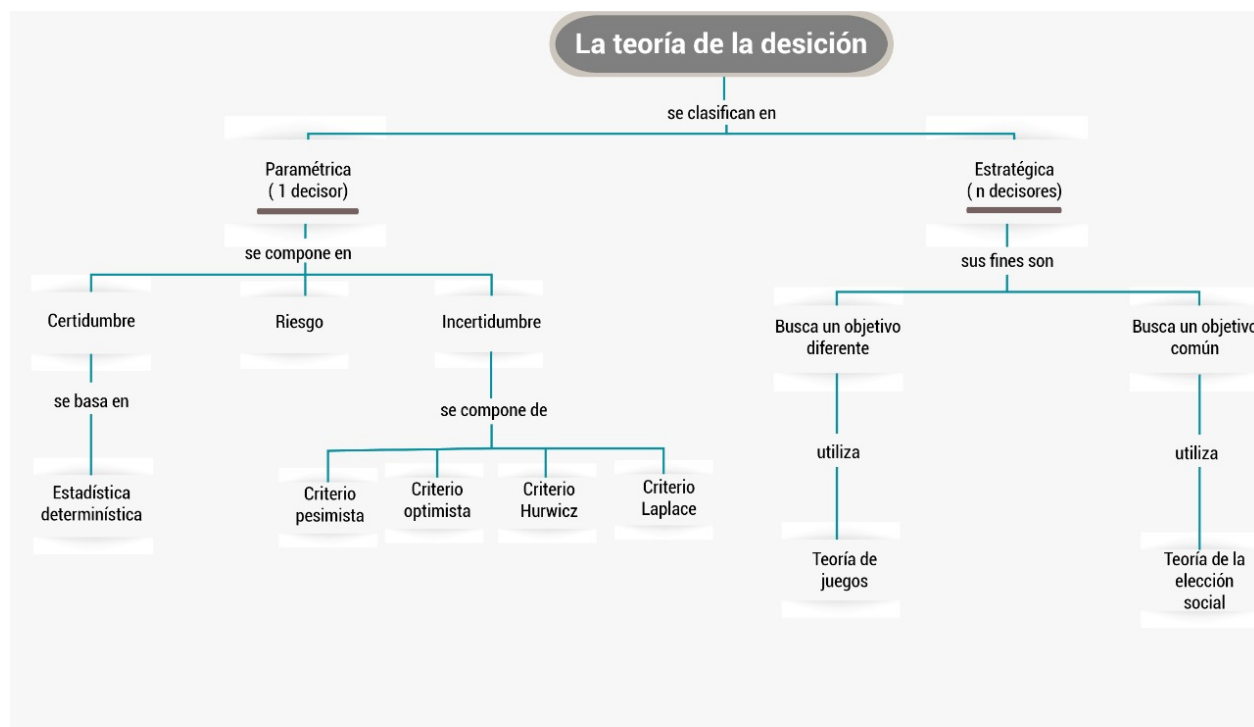 La teoría de la desición
se clasifican en
Paramétrica
( 1 decisor)
Estratégica
( n decisores)
se compone en
sus fines son
Certidumbre
Riesgo
Incertidumbre
Busca un objetivo
diferente
Busca un objetivo
común
se basa en
se compone de
utiliza
utiliza
Estadística
determinística
Criterio
pesimista
Criterio
optimista
Criterio
Hurwicz
Criterio
Laplace
Teoría de
juegos
Teoría de la
elección
social